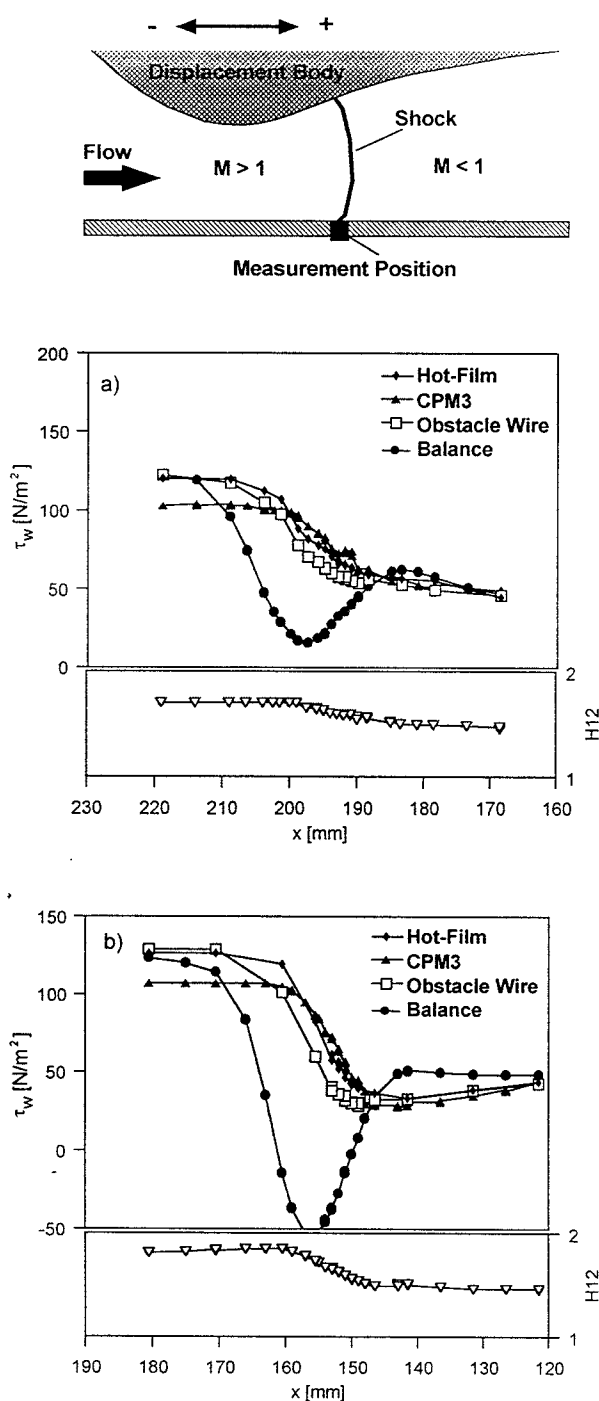 - +
Displacement Body
Shock
Flow
M > 1
M < 1
Measurement Position
200
150
100
50
0
τw [N/m²]
a)
Hot-Film
CPM3
Obstacle Wire
Balance
2
1
H12
230 220 210 200 190 180 170 160
x [mm]
150
100
50
0
-50
τw [N/m²]
b)
Hot-Film
CPM3
Obstacle Wire
Balance
2
1
H12
190 180 170 160 150 140 130 120
x [mm]